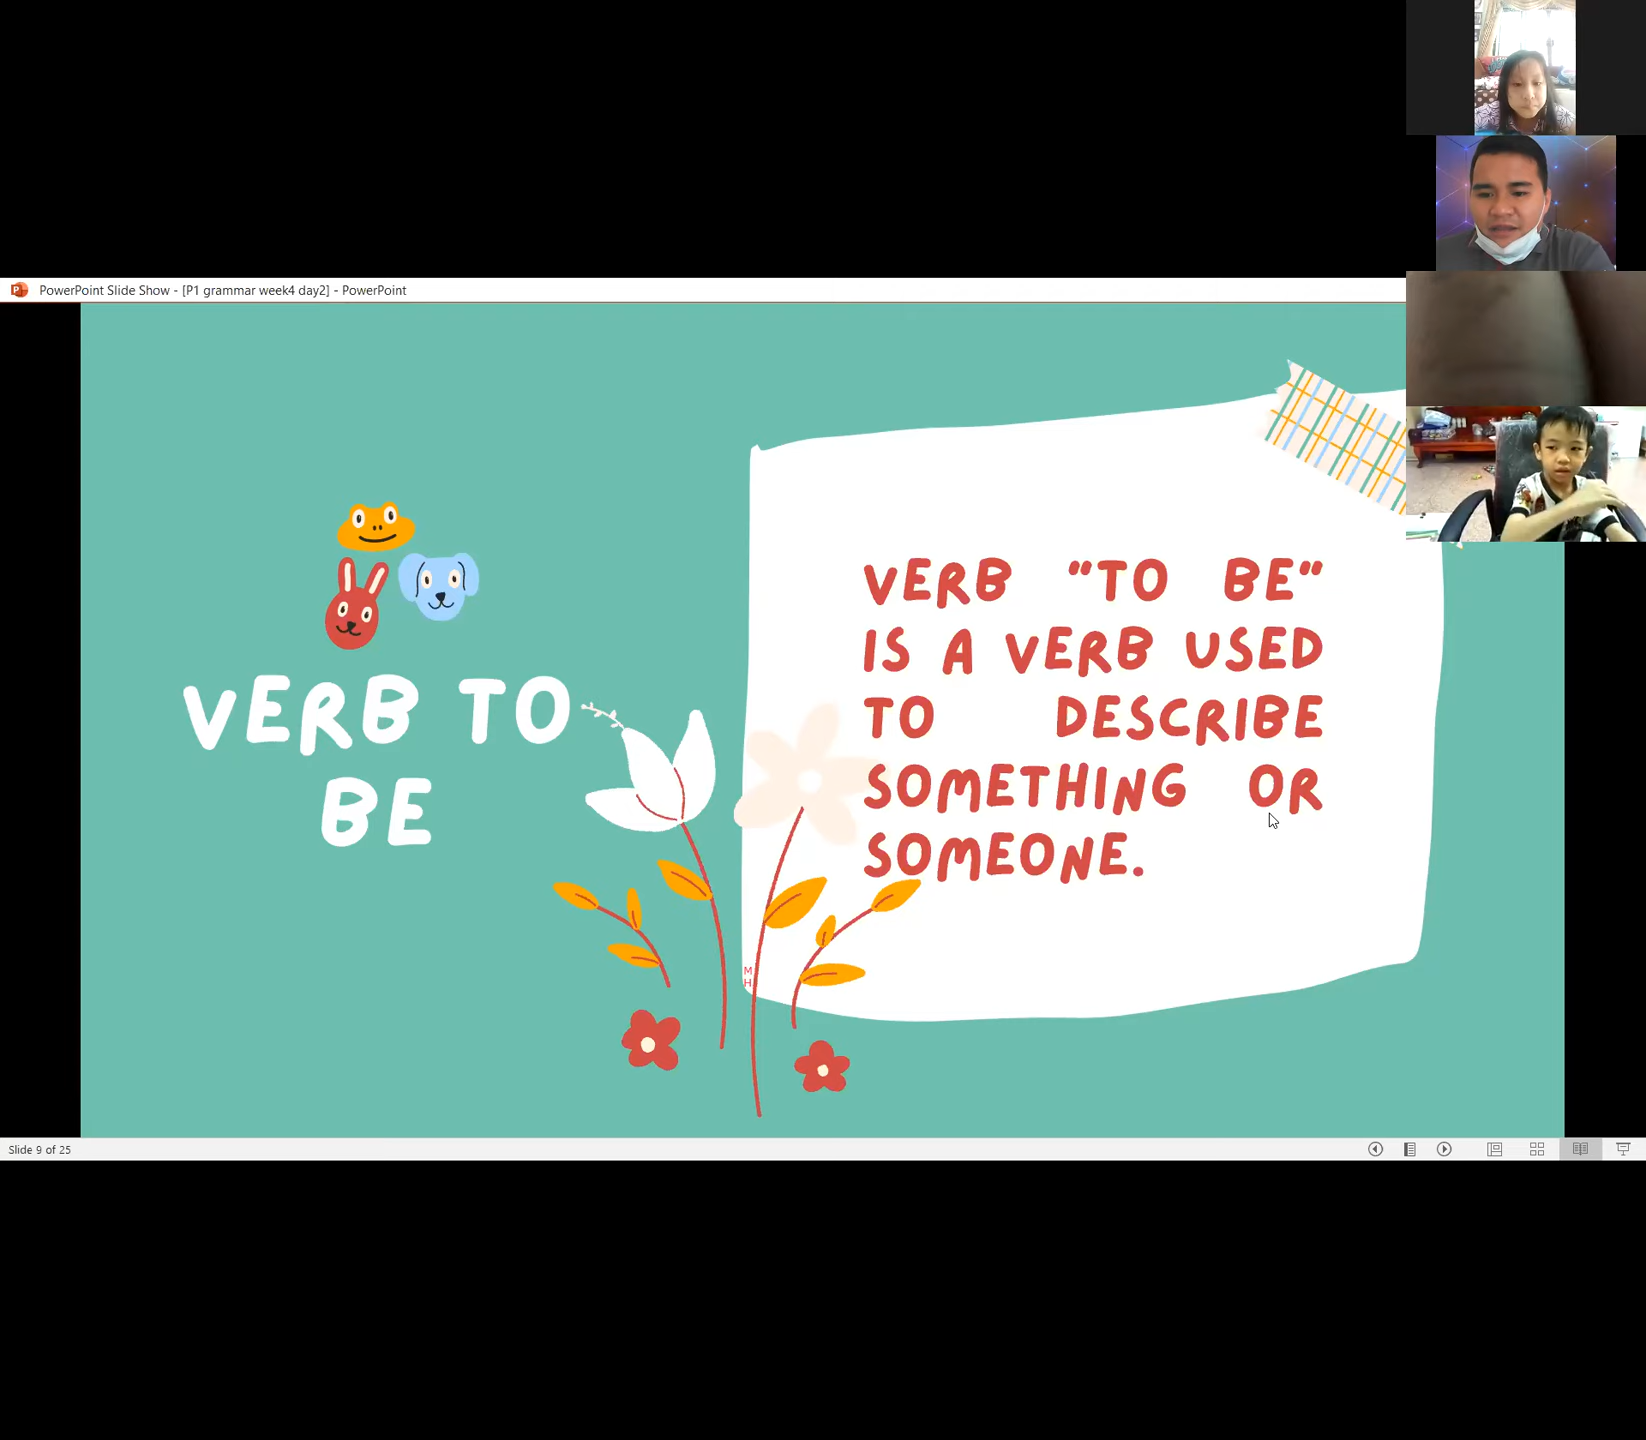 PowerPoint Slide Show - [P1 grammar week4 day2] - PowerPoint
VERB TO
BE
VERB "TO BE"
IS A VERB USED
TO DESCRIBE
SOMETHING OR
SOMEONE.
M
H
Slide 9 of 25